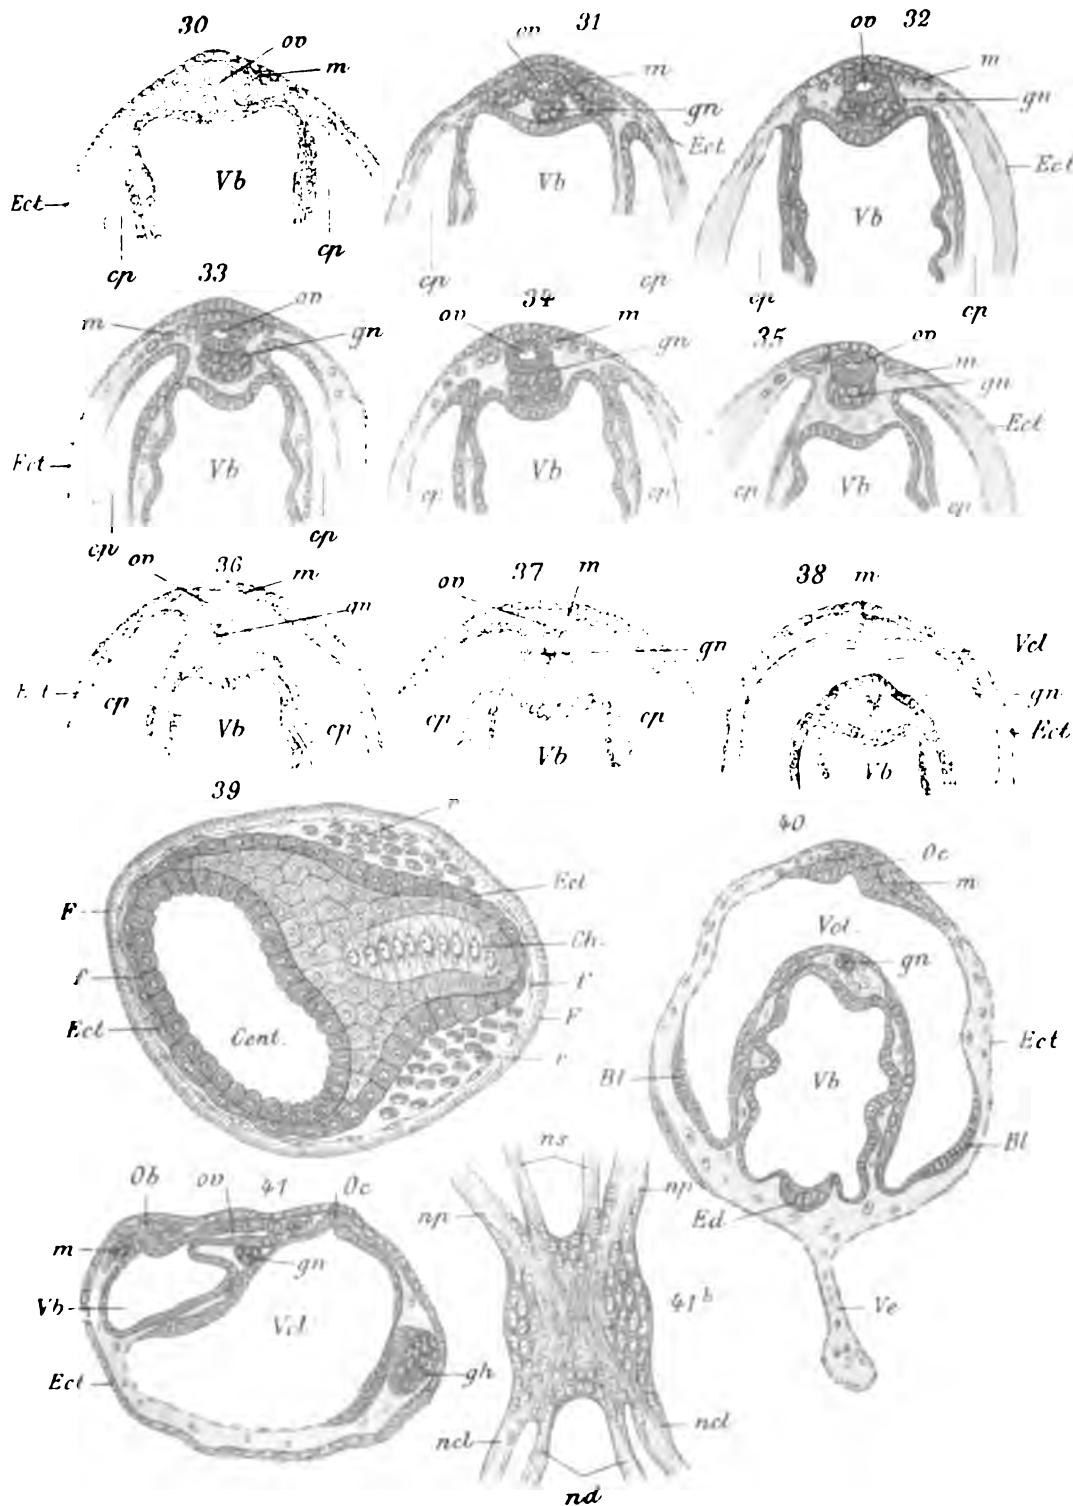 30
ov
m
Vb
Ect
cp
cp
31
ov
m
gn
Ect
Vb
cp
cp
32
ov
m
gn
Ect
Vb
cp
cp
33
ov
m
gn
Ect
Vb
cp
cp
34
ov
m
gn
cp
cp
35
ov
m
gn
Ect
Vb
cp
cp
36
ov
m
gn
cp
Vb
cp
37
ov
m
gn
cp
cp
Vb
38
m
Vcl
gn
Ect
Vb
39
Ect
Ch.
F
f
Ect
Cent.
f
F
r
40
Oc
m
Vcl
gn
Ect
Bl
Vb
Bl
Ed
Ve
41
Ob
ov
Oc
m
gn
Vb
Vcl
Ect
gh
41b
ns
np
np
ncl
ncl
nd